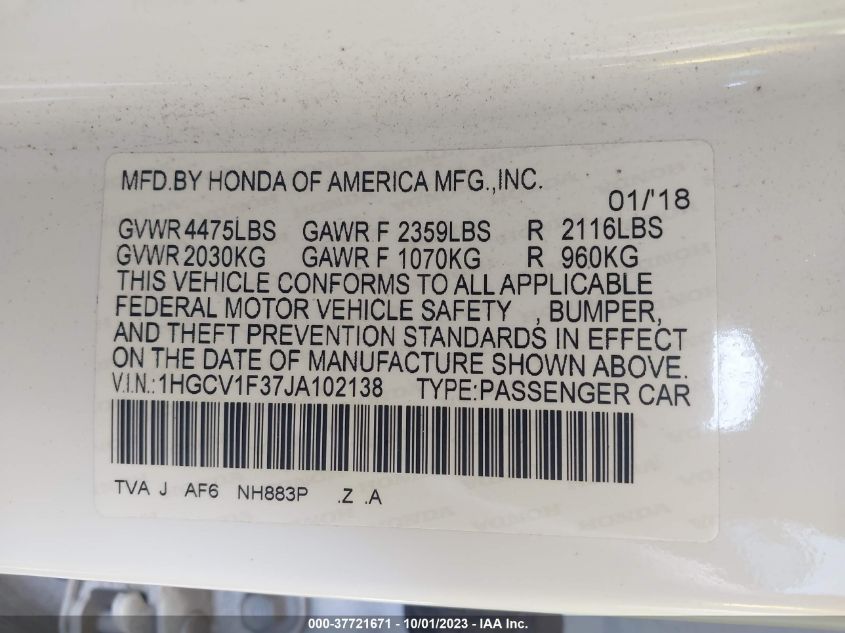 MFD.BY HONDA OF AMERICA MFG.,INC.
01/'18
GVWR 4475LBS GAWR F 2359LBS R 2116LBS
GVWR 2030KG GAWR F 1070KG R 960KG
THIS VEHICLE CONFORMS TO ALL APPLICABLE
FEDERAL MOTOR VEHICLE SAFETY , BUMPER,
AND THEFT PREVENTION STANDARDS IN EFFECT
ON THE DATE OF MANUFACTURE SHOWN ABOVE.
V.I.N.:1HGCV1F37JA102138 TYPE:PASSENGER CAR
TVA J AF6 NH883P .Z .A
000-37721671 - 10/01/2023 - IAA Inc.